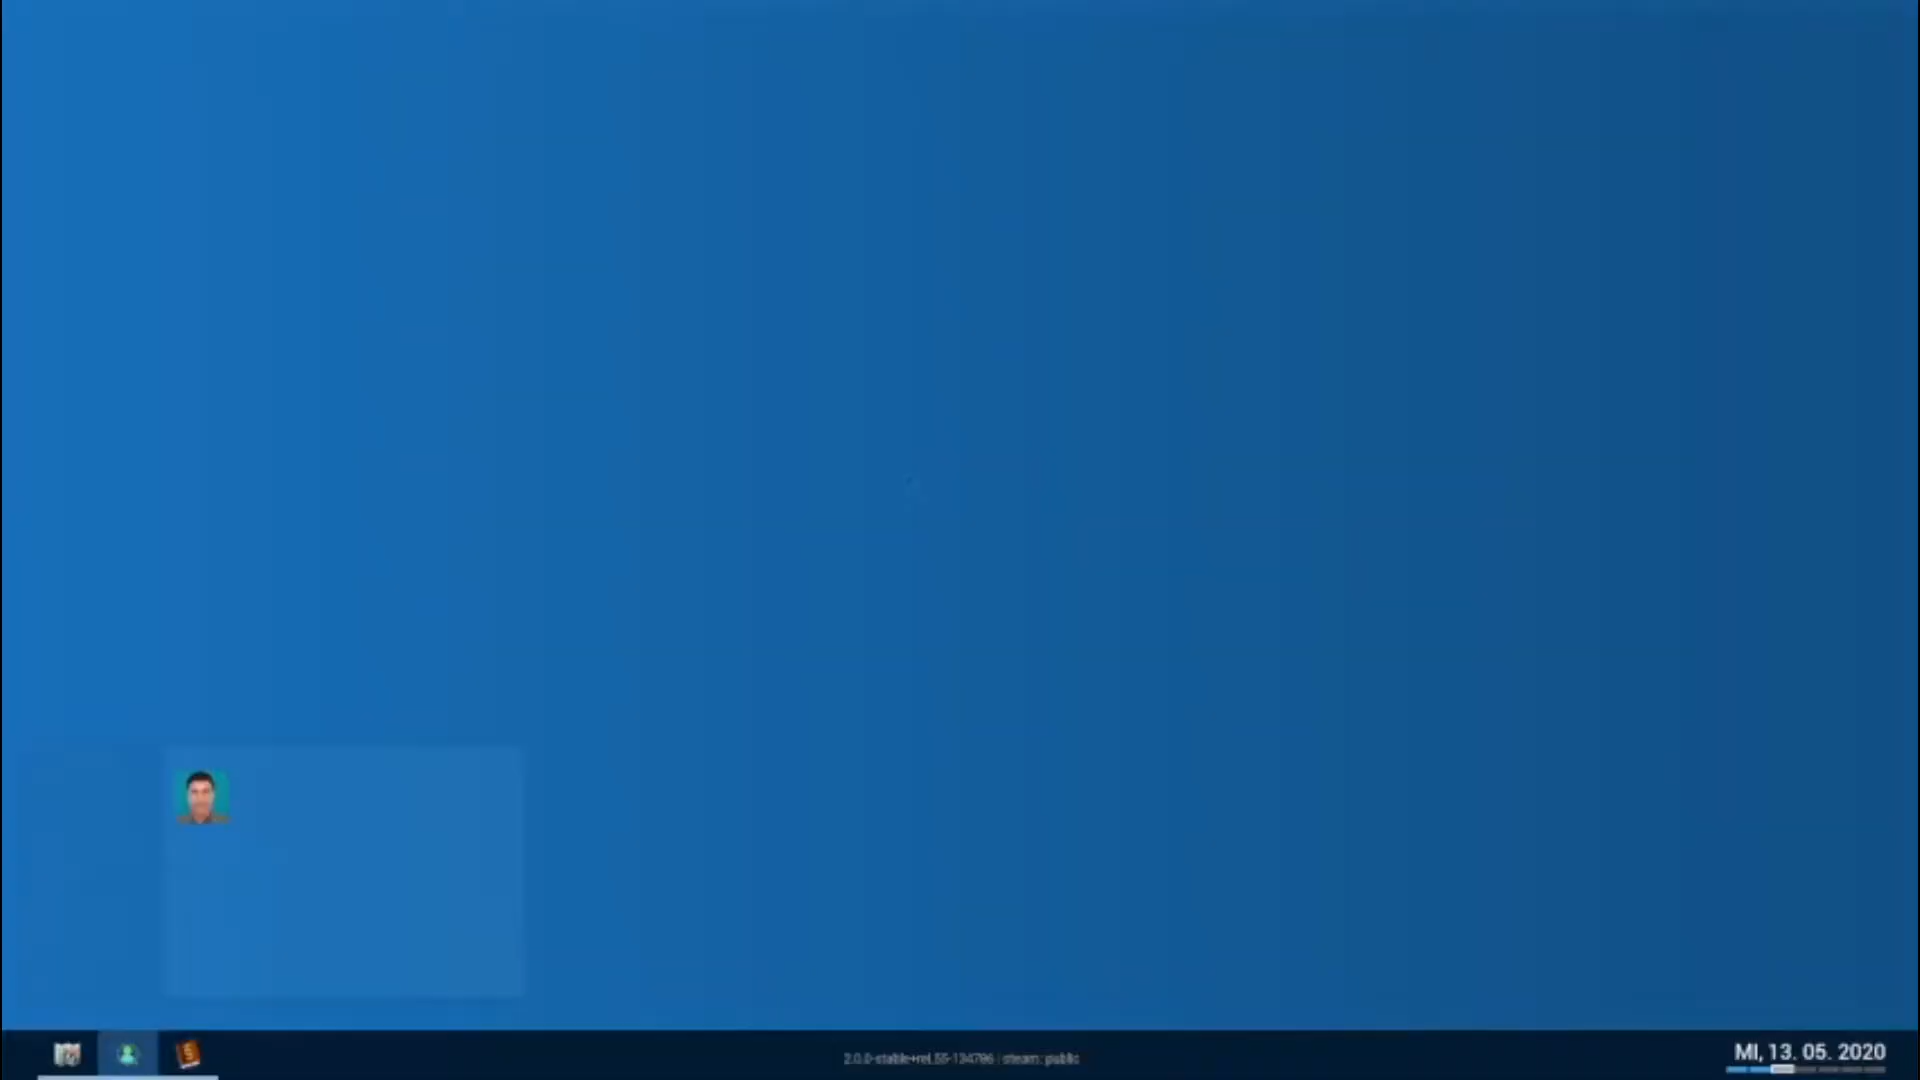 2.0.0-stable+rel.55-134786 | steam: public
MI, 13. 05. 2020